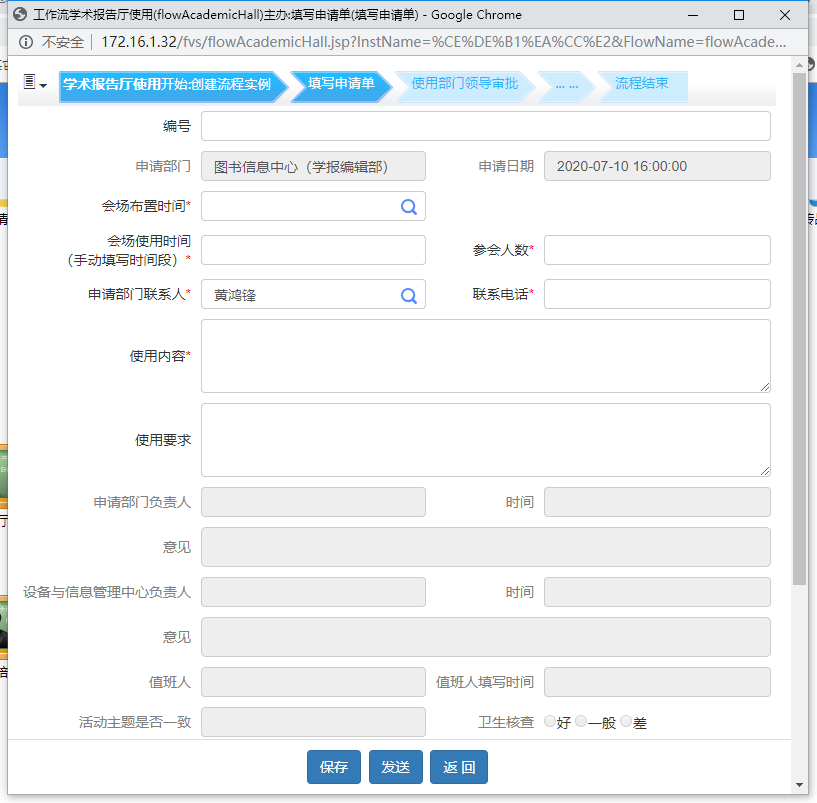 工作流学术报告厅使用(flowAcademicHall)主办:填写申请单(填写申请单) - Google Chrome
不安全 172.16.1.32/fvs/flowAcademicHall.jsp?InstName=%CE%DE%B1%EA%CC%E2&FlowName=flowAcade...
学术报告厅使用开始:创建流程实例 填写申请单 使用部门领导审批 ... ... 流程结束
编号
申请部门 图书信息中心（学报编辑部） 申请日期 2020-07-10 16:00:00
会场布置时间*
会场使用时间
（手动填写时间段）* 参会人数*
申请部门联系人* 黄鸿锋 联系电话*
使用内容*
使用要求
申请部门负责人 时间
意见
设备与信息管理中心负责人 时间
意见
值班人 值班人填写时间
活动主题是否一致 卫生核查 好 一般 差
保存 发送 返 回